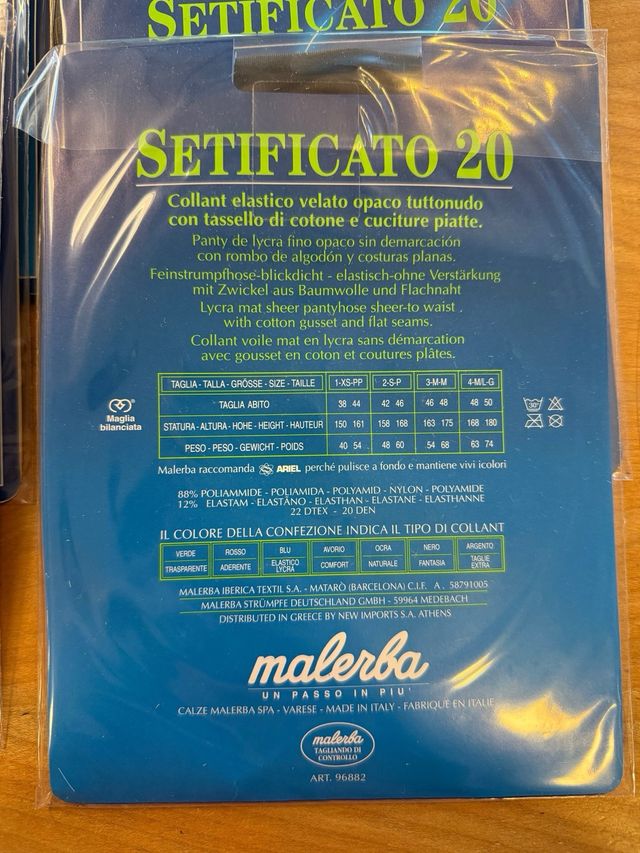 SETIFICATO 20
SETIFICATO 20
Collant elastico velato opaco tuttonudo
con tassello di cotone e cuciture piatte.
Panty de lycra fino opaco sin demarcación
con rombo de algodón y costuras planas.
Feinstrumpfhose-blickdicht - elastisch-ohne Verstärkung
mit Zwickel aus Baumwolle und Flachnaht
Lycra mat sheer pantyhose sheer-to waist
with cotton gusset and flat seams.
Collant voile mat en lycra sans démarcation
avec gousset en coton et coutures plâtes.
TAGLIA - TALLA - GRÖSSE - SIZE - TAILLE 1-XS-PP 2-S-P 3-M-M 4-M/L-G
TAGLIA ABITO 38 44 42 46 46 48 48 50
STATURA - ALTURA - HOHE - HEIGHT - HAUTEUR 150 161 158 168 163 175 168 180
PESO - PESO - GEWICHT - POIDS 40 54 48 60 54 68 63 74
Maglia
bilanciata
30°
Malerba raccomanda ARIEL perché pulisce a fondo e mantiene vivi icolori
88% POLIAMMIDE - POLIAMIDA - POLYAMID - NYLON - POLYAMIDE
12% ELASTAM - ELASTANO - ELASTHAN - ELASTANE - ELASTHANNE
22 DTEX - 20 DEN
IL COLORE DELLA CONFEZIONE INDICA IL TIPO DI COLLANT
VERDE ROSSO BLU AVORIO OCRA NERO ARGENTO
TRASPARENTE ADERENTE ELASTICO LYCRA COMFORT NATURALE FANTASIA TAGLIE EXTRA
MALERBA IBERICA TEXTIL S.A. - MATARÒ (BARCELONA) C.I.F. A . 58791005
MALERBA STRÜMPFE DEUTSCHLAND GMBH - 59964 MEDEBACH
DISTRIBUTED IN GREECE BY NEW IMPORTS S.A. ATHENS
malerba
UN PASSO IN PIU'
CALZE MALERBA SPA - VARESE - MADE IN ITALY - FABRIQUÉ EN ITALIE
malerba
TAGLIANDO DI
CONTROLLO
ART. 96882